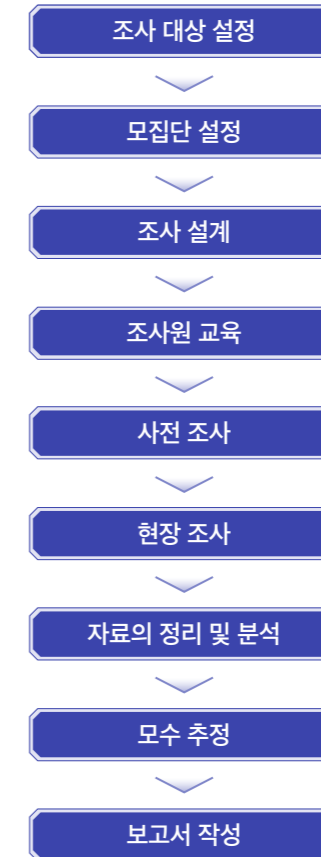 조사 대상 설정
모집단 설정
조사 설계
조사원 교육
사전 조사
현장 조사
자료의 정리 및 분석
모수 추정
보고서 작성